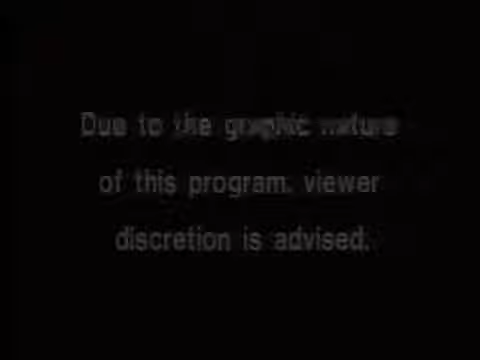 Due to the graphic nature
of this program, viewer
discretion is advised.